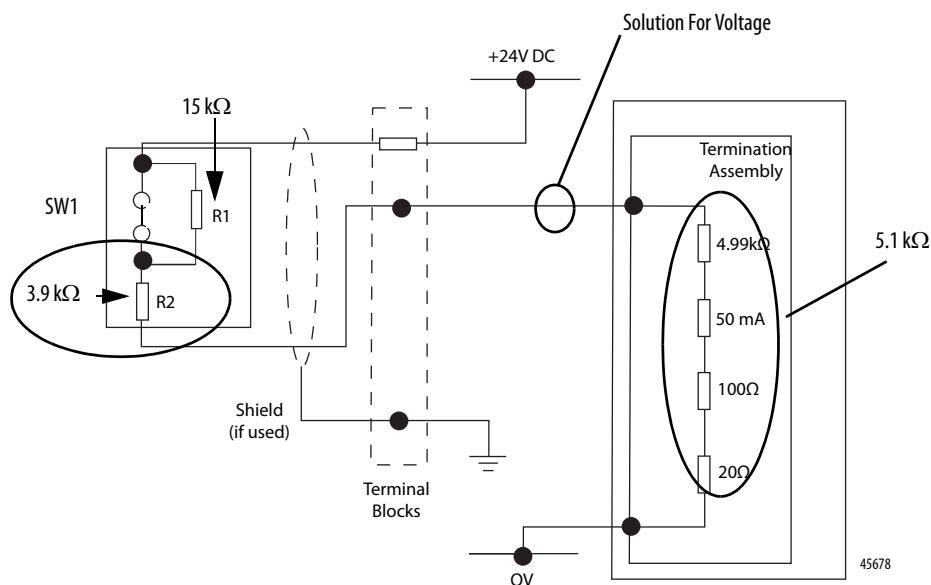 Solution For Voltage
+24V DC
15 kΩ
Termination
Assembly
SW1
R1
4.99kΩ
5.1 kΩ
3.9 kΩ
R2
50 mA
100Ω
Shield
(if used)
20Ω
Terminal
Blocks
OV
45678